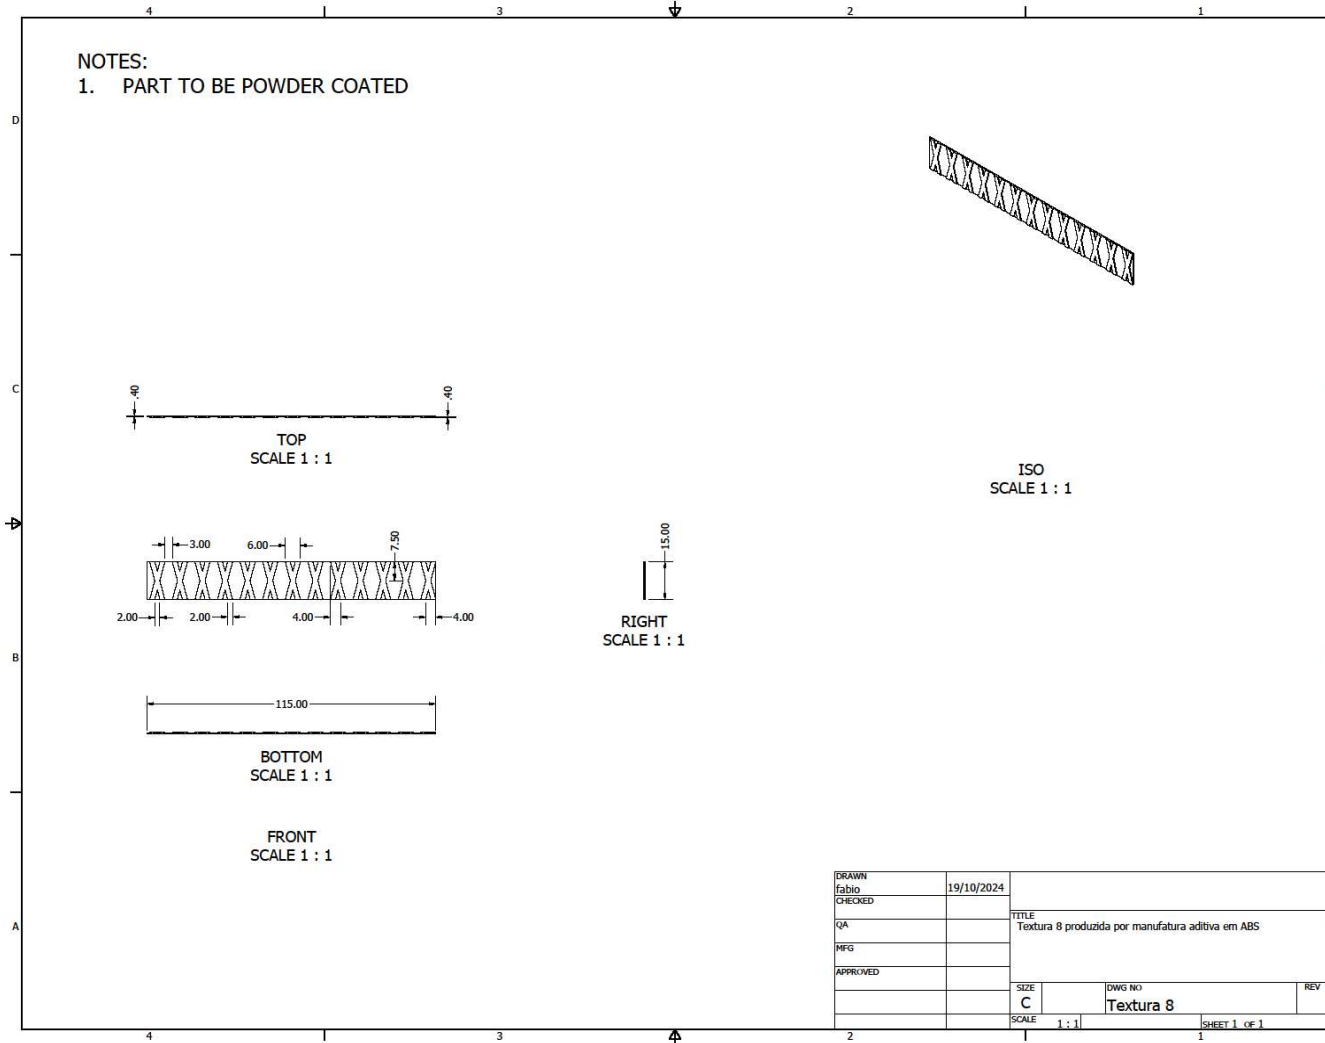 4 3 2 1
NOTES:
1. PART TO BE POWDER COATED
D
C
B
A
.40 .40
TOP
SCALE 1 : 1
ISO
SCALE 1 : 1
3.00 6.00 7.50 15.00
2.00 2.00 4.00 4.00
RIGHT
SCALE 1 : 1
115.00
BOTTOM
SCALE 1 : 1
FRONT
SCALE 1 : 1
DRAWN
fabio 19/10/2024
CHECKED
QA
MFG
APPROVED
TITLE
Textura 8 produzida por manufatura aditiva em ABS
SIZE
C
DWG NO
Textura 8
REV
SCALE 1 : 1
SHEET 1 OF 1
4 3 2 1